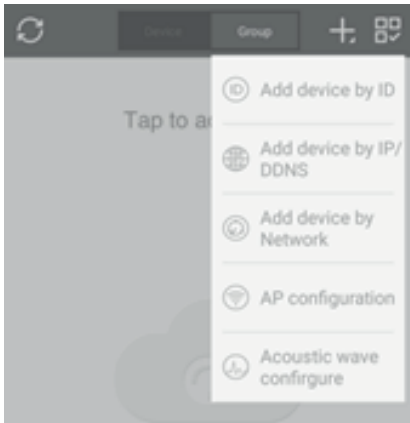 Device
Group
Tap to a
ID
Add device by ID
Add device by IP/
DDNS
Add device by
Network
AP configuration
Acoustic wave
confirgure